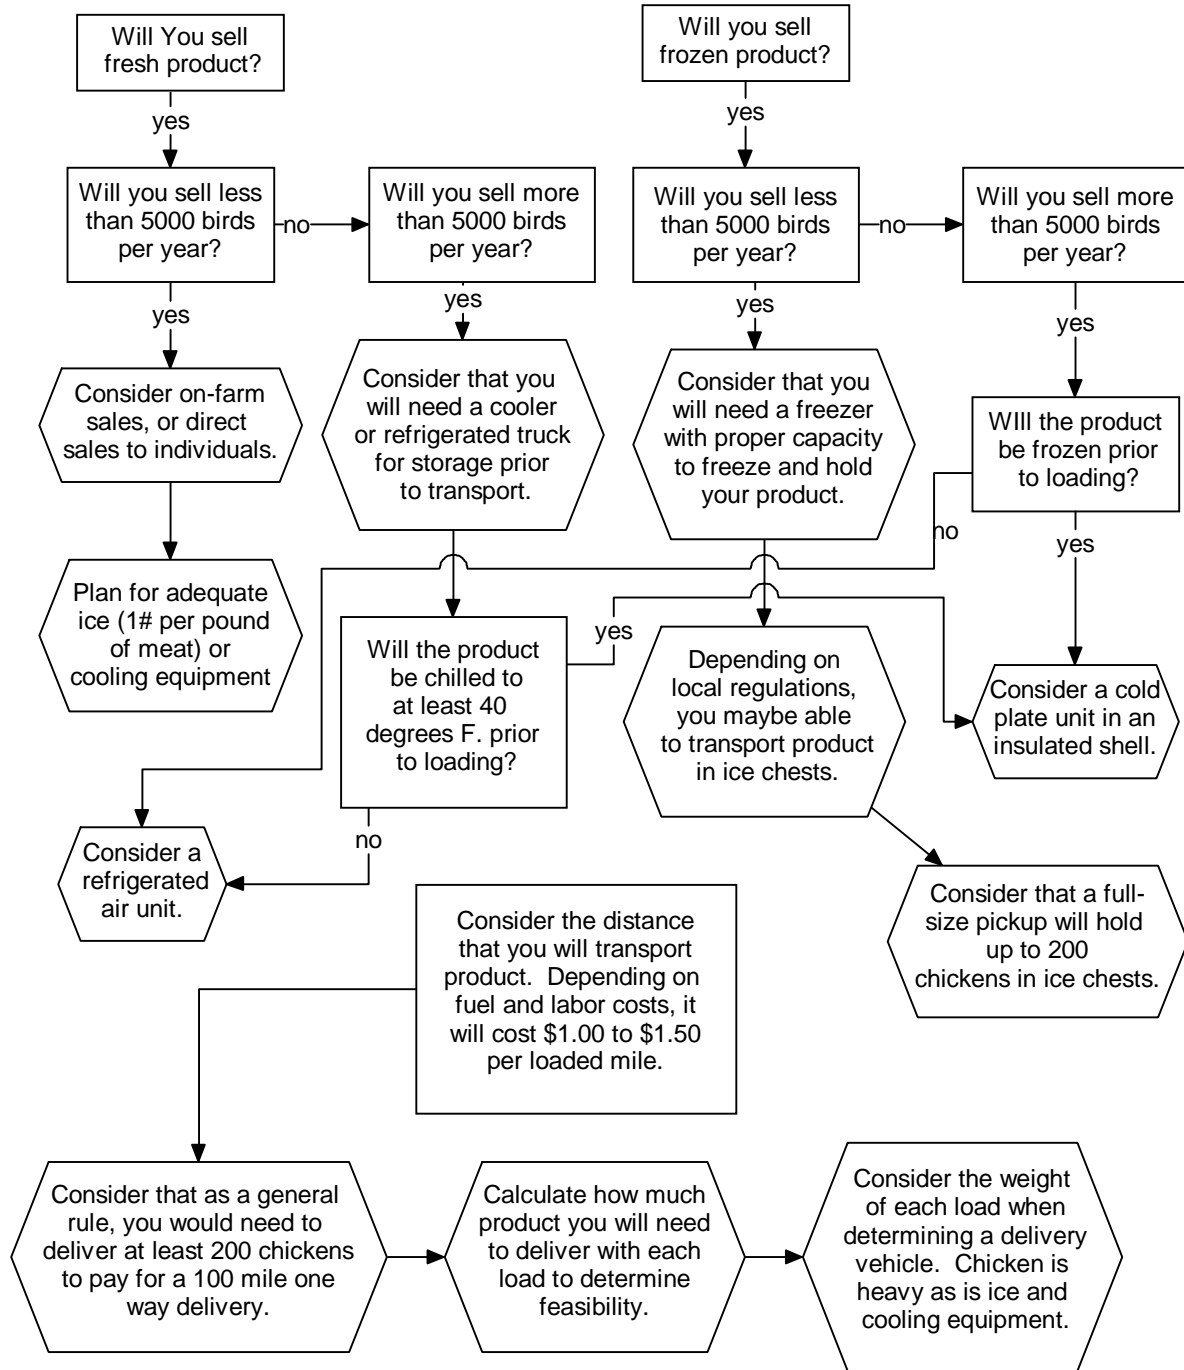 Will You sell
fresh product?
yes
Will you sell less
than 5000 birds
per year?
no
Will you sell more
than 5000 birds
per year?
yes
Consider on-farm
sales, or direct
sales to individuals.
Plan for adequate
ice (1# per pound
of meat) or
cooling equipment
yes
Consider that you
will need a cooler
or refrigerated truck
for storage prior
to transport.
Will the product
be chilled to
at least 40
degrees F. prior
to loading?
yes
no
Consider a
refrigerated
air unit.
Will you sell
frozen product?
yes
Will you sell less
than 5000 birds
per year?
no
Will you sell more
than 5000 birds
per year?
yes
Consider that you
will need a freezer
with proper capacity
to freeze and hold
your product.
Depending on
local regulations,
you maybe able
to transport product
in ice chests.
Consider that a full-
size pickup will hold
up to 200
chickens in ice chests.
yes
WIll the product
be frozen prior
to loading?
no
yes
Consider a cold
plate unit in an
insulated shell.
Consider the distance
that you will transport
product. Depending on
fuel and labor costs, it
will cost $1.00 to $1.50
per loaded mile.
Consider that as a general
rule, you would need to
deliver at least 200 chickens
to pay for a 100 mile one
way delivery.
Calculate how much
product you will need
to deliver with each
load to determine
feasibility.
Consider the weight
of each load when
determining a delivery
vehicle. Chicken is
heavy as is ice and
cooling equipment.